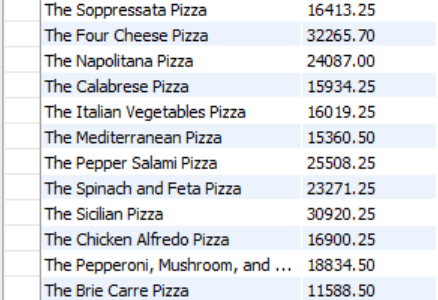 The Soppressata Pizza 16413.25
The Four Cheese Pizza 32265.70
The Napolitana Pizza 24087.00
The Calabrese Pizza 15934.25
The Italian Vegetables Pizza 16019.25
The Mediterranean Pizza 15360.50
The Pepper Salami Pizza 25508.25
The Spinach and Feta Pizza 23271.25
The Sicilian Pizza 30920.25
The Chicken Alfredo Pizza 16900.25
The Pepperoni, Mushroom, and ... 18834.50
The Brie Carre Pizza 11588.50